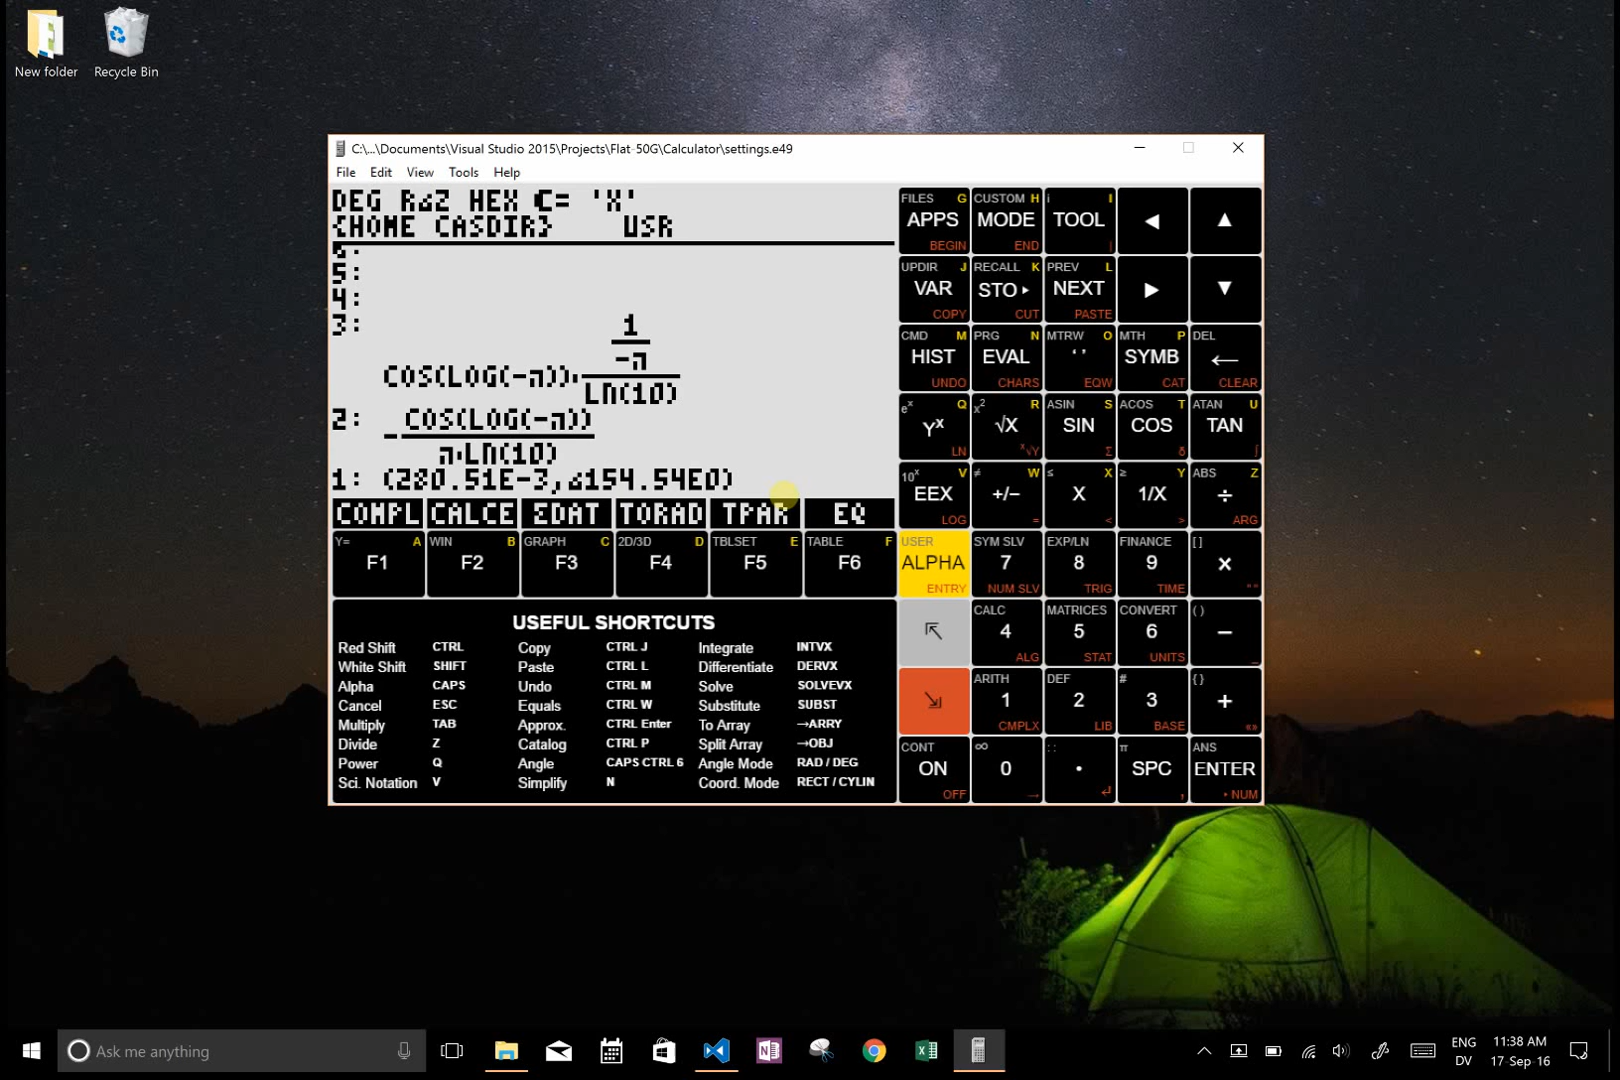 New folder
Recycle Bin
C:\...\Documents\Visual Studio 2015\Projects\Flat-50G\Calculator\settings.e49
File Edit View Tools Help
DEG R∡Z HEX C= 'X'
{HOME CASDIR} USR
5:
4:
3:
1
-π
COS(LOG(-π))·
LN(10)
2: - COS(LOG(-π))
π·LN(10)
1: (280.51E-3,∡154.54E0)
COMPL CALCE ΣDAT TORAD TPAR EQ
Y= A WIN B GRAPH C 2D/3D D TBLSET E TABLE F
F1 F2 F3 F4 F5 F6
FILES G CUSTOM H i I
APPS MODE TOOL ◄ ▲
BEGIN END |
UPDIR J RECALL K PREV L
VAR STO ▸ NEXT ► ▼
COPY CUT PASTE
CMD M PRG N MTRW O MTH P DEL
HIST EVAL ' ' SYMB ←
UNDO CHARS EQW CAT CLEAR
eˣ Q x² R ASIN S ACOS T ATAN U
Yˣ √X SIN COS TAN
LN ˣ√Y Σ ∂ ∫
10ˣ V ≠ W ≤ X ≥ Y ABS Z
EEX +/− X 1/X ÷
LOG = < > ARG
USER SYM SLV EXP/LN FINANCE [ ]
ALPHA 7 8 9 ×
ENTRY NUM SLV TRIG TIME " "
CALC MATRICES CONVERT ( )
↖ 4 5 6 −
ALG STAT UNITS _
ARITH DEF # { }
↘ 1 2 3 +
CMPLX LIB BASE «»
CONT ∞ : : π ANS
ON 0 · SPC ENTER
OFF → ↵ , ▸ NUM
USEFUL SHORTCUTS
Red Shift CTRL Copy CTRL J Integrate INTVX
White Shift SHIFT Paste CTRL L Differentiate DERVX
Alpha CAPS Undo CTRL M Solve SOLVEVX
Cancel ESC Equals CTRL W Substitute SUBST
Multiply TAB Approx. CTRL Enter To Array →ARRY
Divide Z Catalog CTRL P Split Array →OBJ
Power Q Angle CAPS CTRL 6 Angle Mode RAD / DEG
Sci. Notation V Simplify N Coord. Mode RECT / CYLIN
Ask me anything
ENG
DV
11:38 AM
17-Sep-16